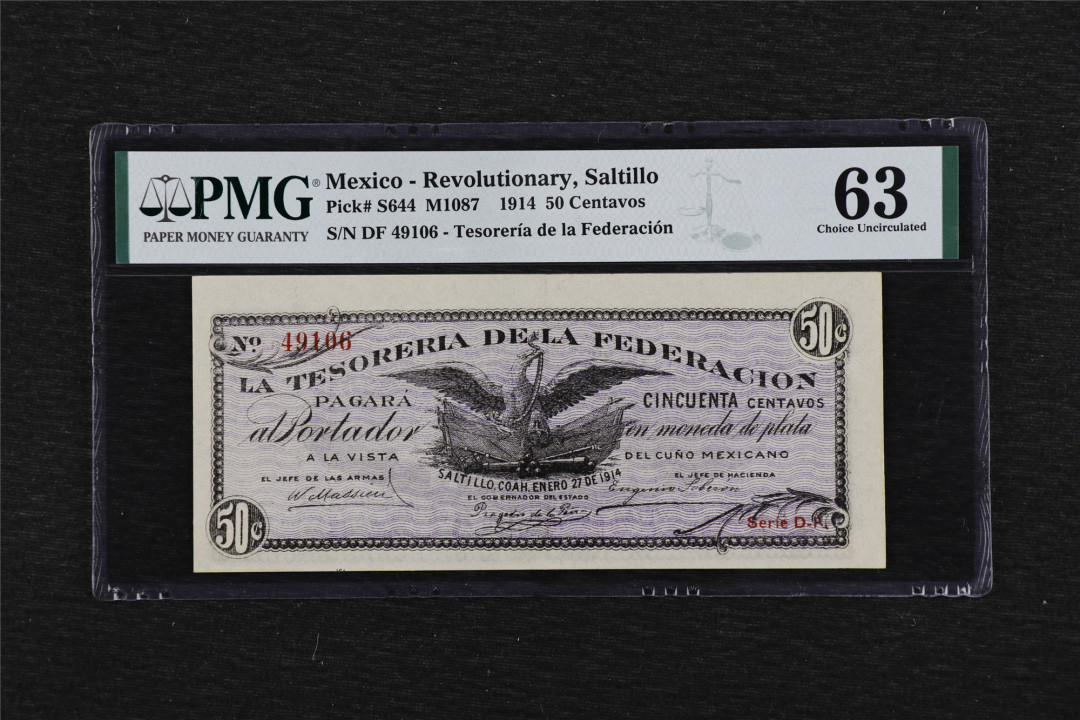 PMG®
PAPER MONEY GUARANTY
Mexico - Revolutionary, Saltillo
Pick# S644 M1087 1914 50 Centavos
S/N DF 49106 - Tesorería de la Federación
63
Choice Uncirculated
50¢
Nº 49106
LA TESORERIA DE LA FEDERACION
PAGARÁ
al Portador
A LA VISTA
CINCUENTA CENTAVOS
en moneda de plata
DEL CUÑO MEXICANO
EL JEFE DE LAS ARMAS
SALTILLO, COAH. ENERO 27 DE 1914
EL JEFE DE HACIENDA
EL GOBERNADOR DEL ESTADO
50¢
Serie D-F.